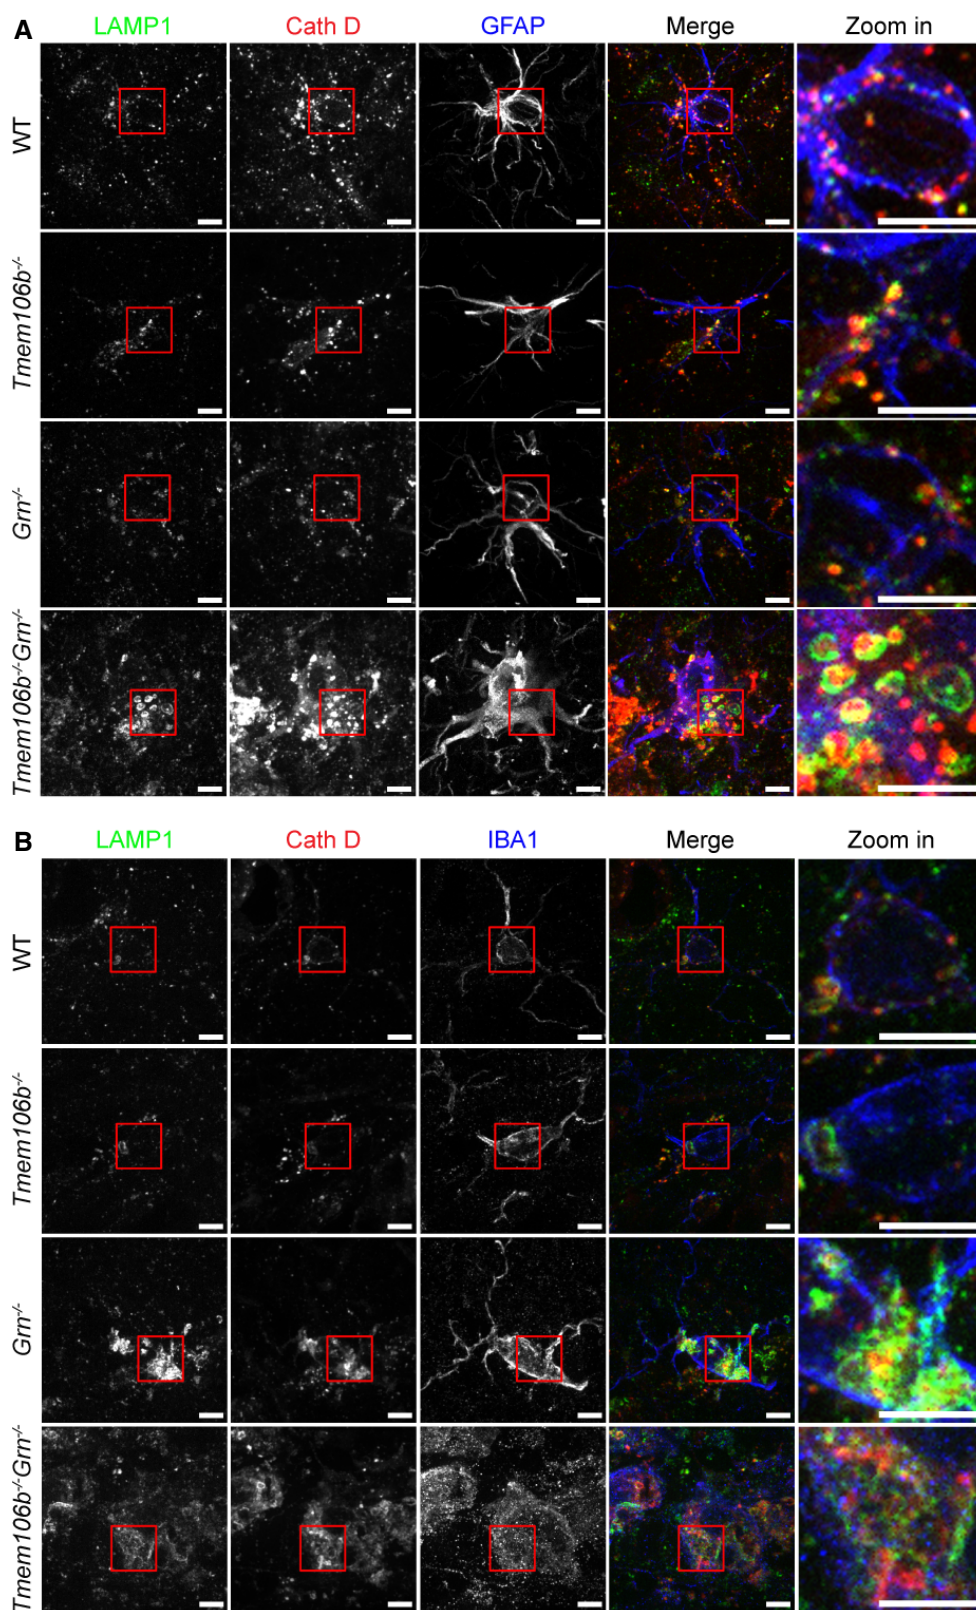 A LAMP1 Cath D GFAP Merge Zoom in
WT
Tmem106b-/-
Grn-/-
Tmem106b-/-Grn-/-
B LAMP1 Cath D IBA1 Merge Zoom in
WT
Tmem106b-/-
Grn-/-
Tmem106b-/-Grn-/-